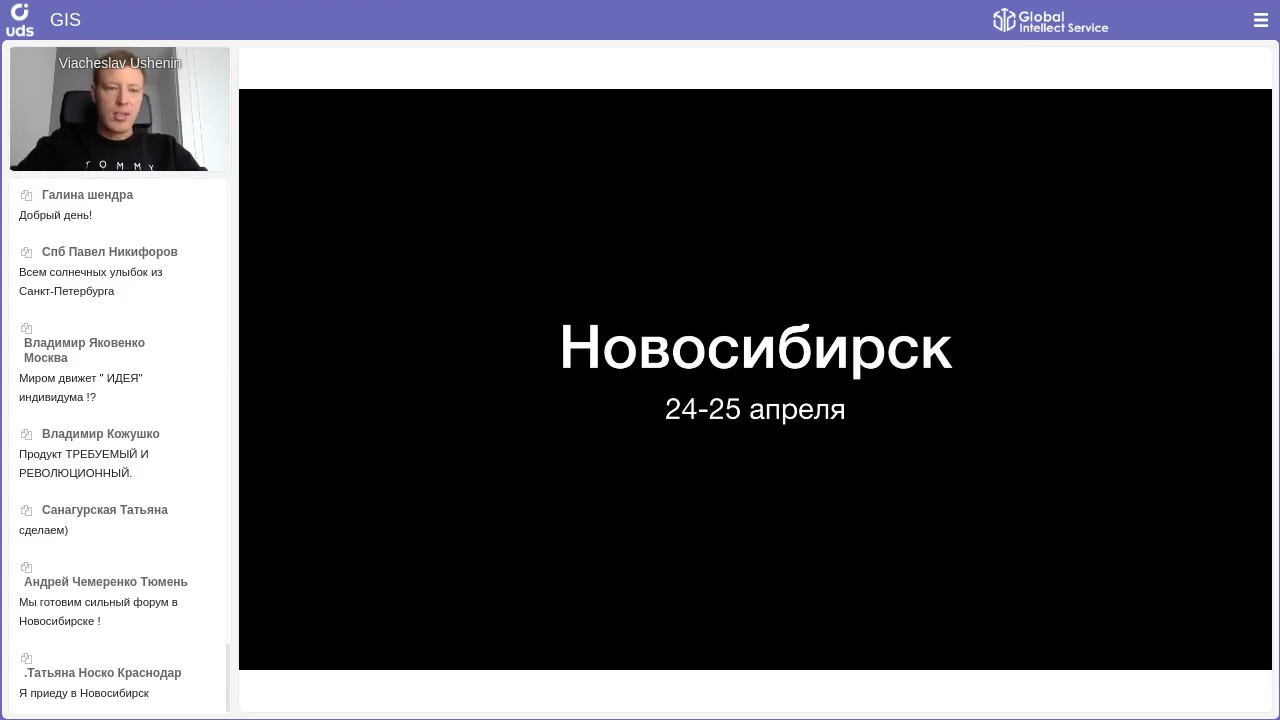 uds
GIS
Global
Intellect Service
Viacheslav Ushenin
TOMMY
Галина шендра
Добрый день!
Спб Павел Никифоров
Всем солнечных улыбок из
Санкт-Петербурга
Владимир Яковенко
Москва
Миром движет " ИДЕЯ"
индивидума !?
Владимир Кожушко
Продукт ТРЕБУЕМЫЙ И
РЕВОЛЮЦИОННЫЙ.
Санагурская Татьяна
сделаем)
Андрей Чемеренко Тюмень
Мы готовим сильный форум в
Новосибирске !
.Татьяна Носко Краснодар
Я приеду в Новосибирск
Новосибирск
24-25 апреля